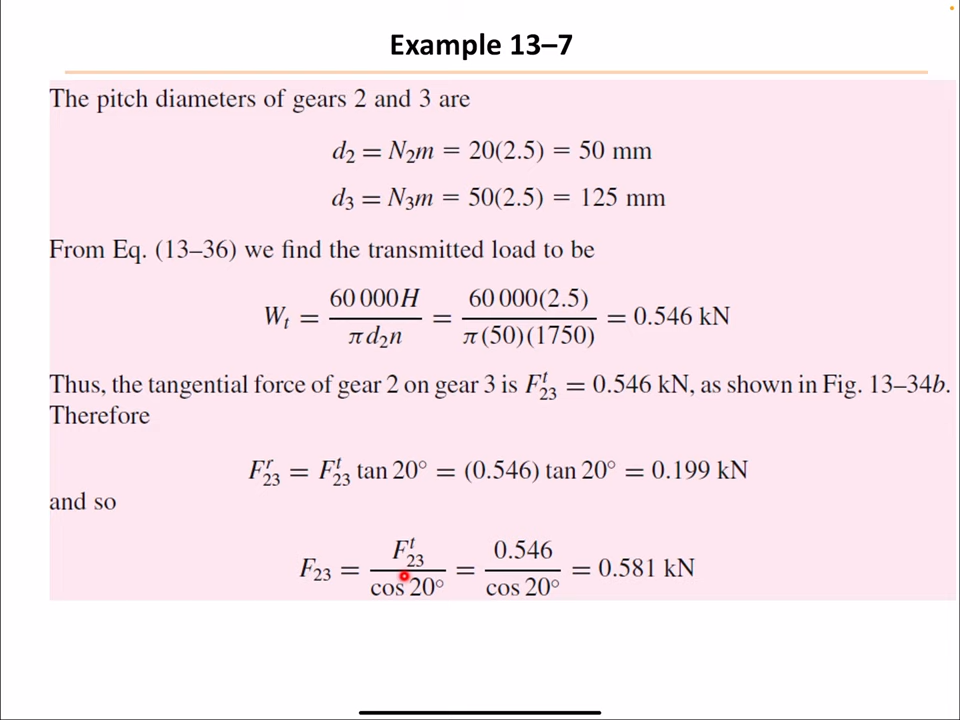 Example 13–7
The pitch diameters of gears 2 and 3 are
d₂ = N₂m = 20(2.5) = 50 mm
d₃ = N₃m = 50(2.5) = 125 mm
From Eq. (13–36) we find the transmitted load to be
Wₜ = 60 000H / πd₂n = 60 000(2.5) / π(50)(1750) = 0.546 kN
Thus, the tangential force of gear 2 on gear 3 is Fᵗ₂₃ = 0.546 kN, as shown in Fig. 13–34b.
Therefore
Fʳ₂₃ = Fᵗ₂₃ tan 20° = (0.546) tan 20° = 0.199 kN
and so
F₂₃ = Fᵗ₂₃ / cos 20° = 0.546 / cos 20° = 0.581 kN